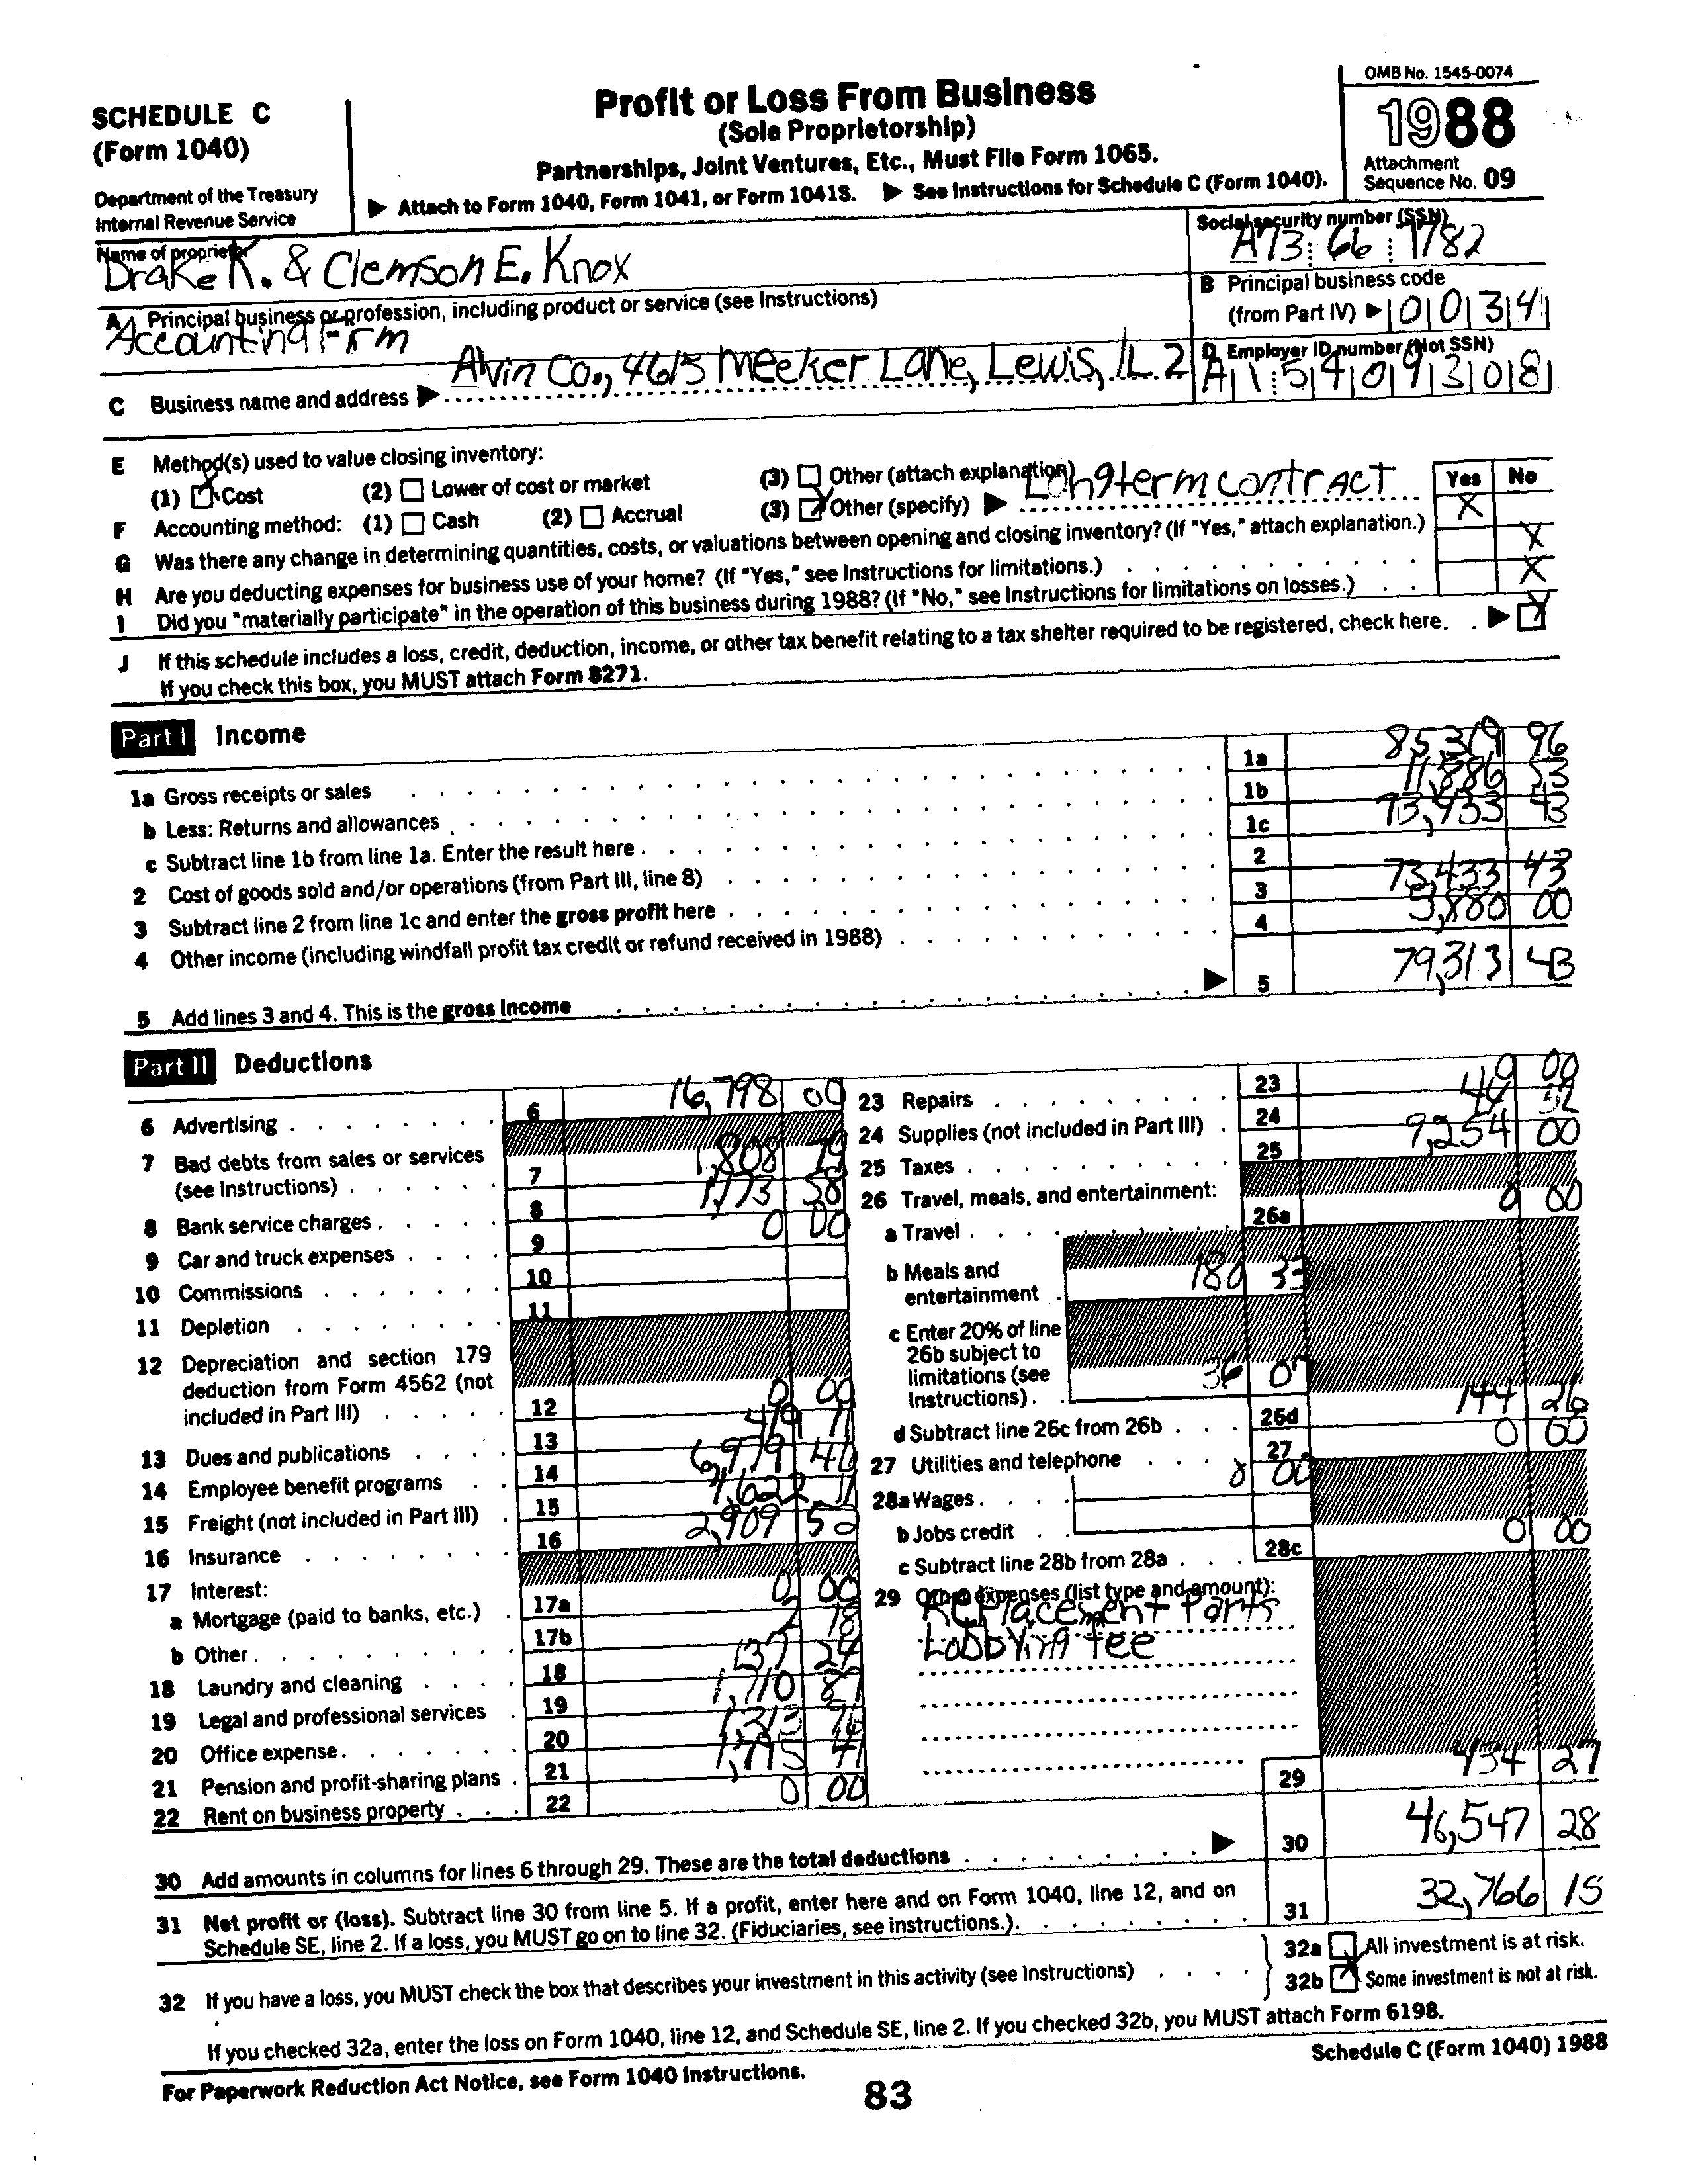 SCHEDULE C
(Form 1040)
Department of the Treasury
Internal Revenue Service
Profit or Loss From Business
(Sole Proprietorship)
Partnerships, Joint Ventures, Etc., Must File Form 1065.
▶ Attach to Form 1040, Form 1041, or Form 1041S. ▶ See Instructions for Schedule C (Form 1040).
OMB No. 1545-0074
1988
Attachment
Sequence No. 09
Name of proprietor
Drake K. & Clemson E. Knox
Social security number (SSN)
A73 66 7782
A Principal business or profession, including product or service (see Instructions)
Accounting Frm
B Principal business code
(from Part IV) ▶ 0 0 3 4
C Business name and address ▶ Alvin Co., 4615 Meeker Lane, Lewis, IL 2
D Employer ID number (Not SSN)
A 1 5 4 0 9 3 0 8
E Method(s) used to value closing inventory:
(1) Cost (2) Lower of cost or market (3) Other (attach explanation)
F Accounting method: (1) Cash (2) Accrual (3) Other (specify) ▶ Longterm contract
Yes No
G Was there any change in determining quantities, costs, or valuations between opening and closing inventory? (If "Yes," attach explanation.) X
H Are you deducting expenses for business use of your home? (If "Yes," see Instructions for limitations.) X
I Did you "materially participate" in the operation of this business during 1988? (If "No," see Instructions for limitations on losses.) X
J If this schedule includes a loss, credit, deduction, income, or other tax benefit relating to a tax shelter required to be registered, check here. ▶ X
If you check this box, you MUST attach Form 8271.
Part I Income
1a Gross receipts or sales 1a 85,319 96
b Less: Returns and allowances 1b 11,886 53
c Subtract line 1b from line 1a. Enter the result here 1c 73,433 43
2 Cost of goods sold and/or operations (from Part III, line 8) 2
3 Subtract line 2 from line 1c and enter the gross profit here 3 73,433 43
4 Other income (including windfall profit tax credit or refund received in 1988) 4 5,880 00
5 Add lines 3 and 4. This is the gross income ▶ 5 79,313 43
Part II Deductions
6 Advertising 6 16,798 00
7 Bad debts from sales or services
(see Instructions) 7 1,808 79
8 Bank service charges 8 1,173 58
9 Car and truck expenses 9 0 00
10 Commissions 10
11 Depletion 11
12 Depreciation and section 179
deduction from Form 4562 (not
included in Part III) 12 0 00
13 Dues and publications 13 11
14 Employee benefit programs 14
15 Freight (not included in Part III) 15 11
16 Insurance 16 2,909 52
17 Interest:
a Mortgage (paid to banks, etc.) 17a 0 00
b Other 17b 2 18
18 Laundry and cleaning 18 137 24
19 Legal and professional services 19 1,710 87
20 Office expense 20 1,313
21 Pension and profit-sharing plans 21 41
22 Rent on business property 22 0 00
23 Repairs 23 0 00
24 Supplies (not included in Part III) 24 44 52
25 Taxes 25 9,254 00
26 Travel, meals, and entertainment:
a Travel 26a 0 00
b Meals and
entertainment 180 33
c Enter 20% of line
26b subject to
limitations (see
Instructions) 36 07
d Subtract line 26c from 26b 26d 144 26
27 Utilities and telephone 27 0 00
28a Wages 0 00
b Jobs credit
c Subtract line 28b from 28a 28c 0 00
29 Other expenses (list type and amount):
Replacement Parts
Lobbying fee
29 434 27
30 Add amounts in columns for lines 6 through 29. These are the total deductions ▶ 30 46,547 28
31 Net profit or (loss). Subtract line 30 from line 5. If a profit, enter here and on Form 1040, line 12, and on
Schedule SE, line 2. If a loss, you MUST go on to line 32. (Fiduciaries, see instructions.) 31 32,766 15
32 If you have a loss, you MUST check the box that describes your investment in this activity (see Instructions)
32a All investment is at risk.
32b Some investment is not at risk.
If you checked 32a, enter the loss on Form 1040, line 12, and Schedule SE, line 2. If you checked 32b, you MUST attach Form 6198.
For Paperwork Reduction Act Notice, see Form 1040 Instructions.
Schedule C (Form 1040) 1988
83